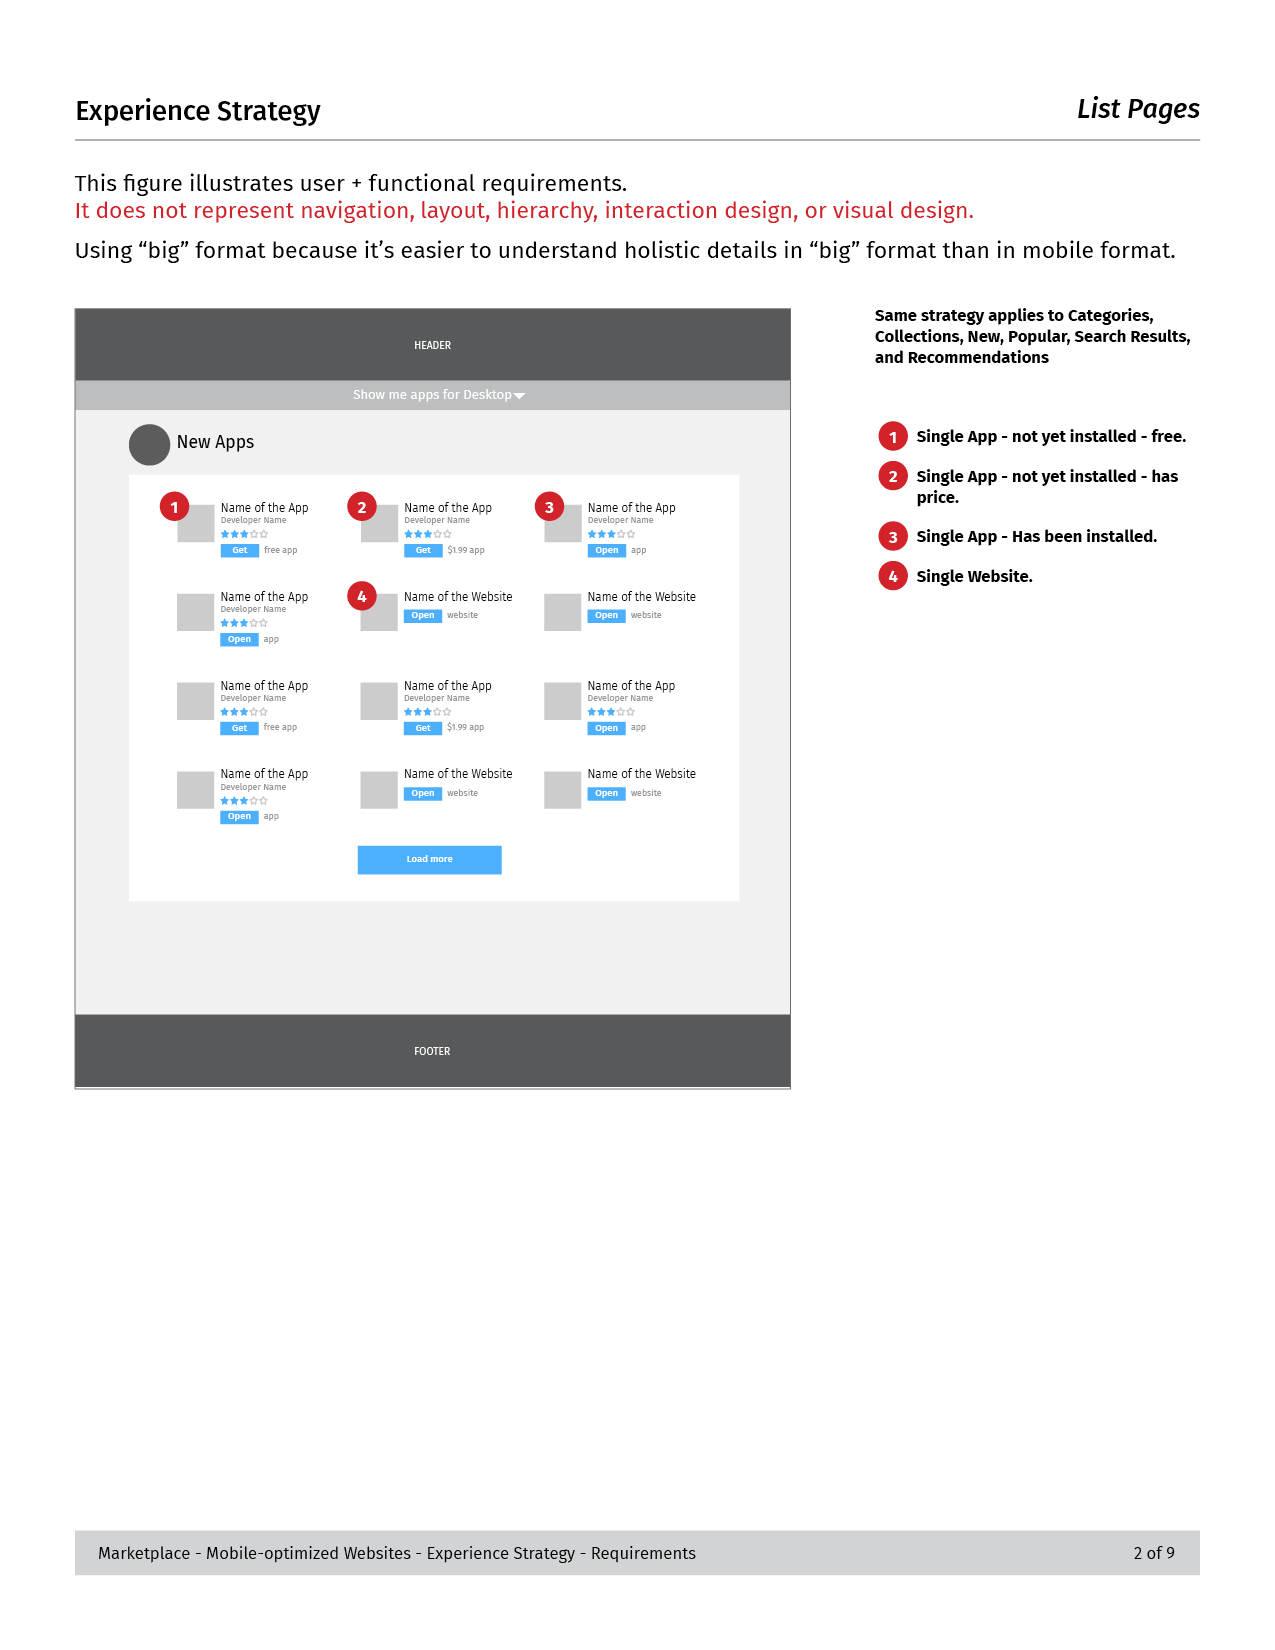 Experience Strategy
List Pages
This figure illustrates user + functional requirements.
It does not represent navigation, layout, hierarchy, interaction design, or visual design.
Using “big” format because it’s easier to understand holistic details in “big” format than in mobile format.
HEADER
Show me apps for Desktop
New Apps
1
Name of the App
Developer Name
Get free app
2
Name of the App
Developer Name
Get $1.99 app
3
Name of the App
Developer Name
Open app
Name of the App
Developer Name
Open app
4
Name of the Website
Open website
Name of the Website
Open website
Name of the App
Developer Name
Get free app
Name of the App
Developer Name
Get $1.99 app
Name of the App
Developer Name
Open app
Name of the App
Developer Name
Open app
Name of the Website
Open website
Name of the Website
Open website
Load more
FOOTER
Same strategy applies to Categories,
Collections, New, Popular, Search Results,
and Recommendations
1 Single App - not yet installed - free.
2 Single App - not yet installed - has
price.
3 Single App - Has been installed.
4 Single Website.
Marketplace - Mobile-optimized Websites - Experience Strategy - Requirements
2 of 9